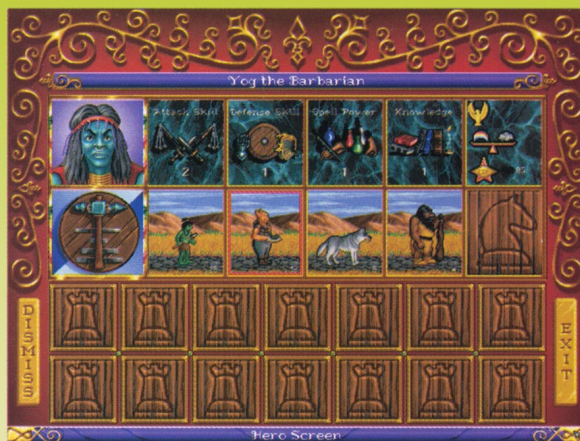 Yog the Barbarian
Attack Skill Defense Skill Spell Power Knowledge
2 1 1 1
DISMISS
EXIT
Hero Screen